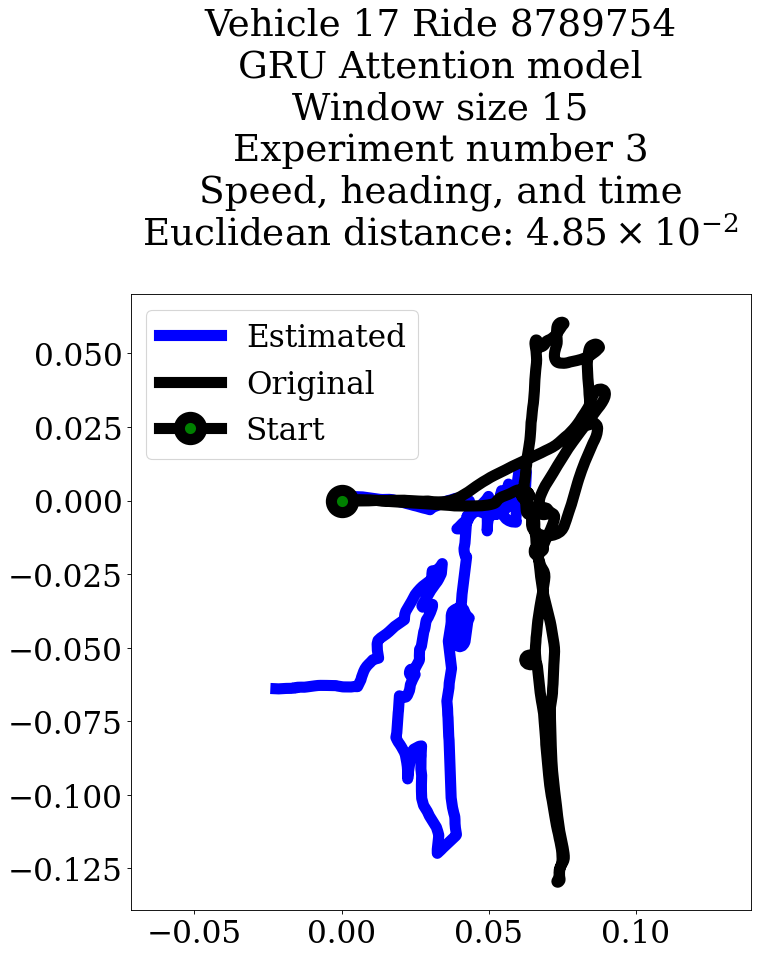 Vehicle 17 Ride 8789754
GRU Attention model
Window size 15
Experiment number 3
Speed, heading, and time
Euclidean distance: 4.85 × 10⁻²
Estimated
Original
Start
0.050
0.025
0.000
−0.025
−0.050
−0.075
−0.100
−0.125
−0.05 0.00 0.05 0.10